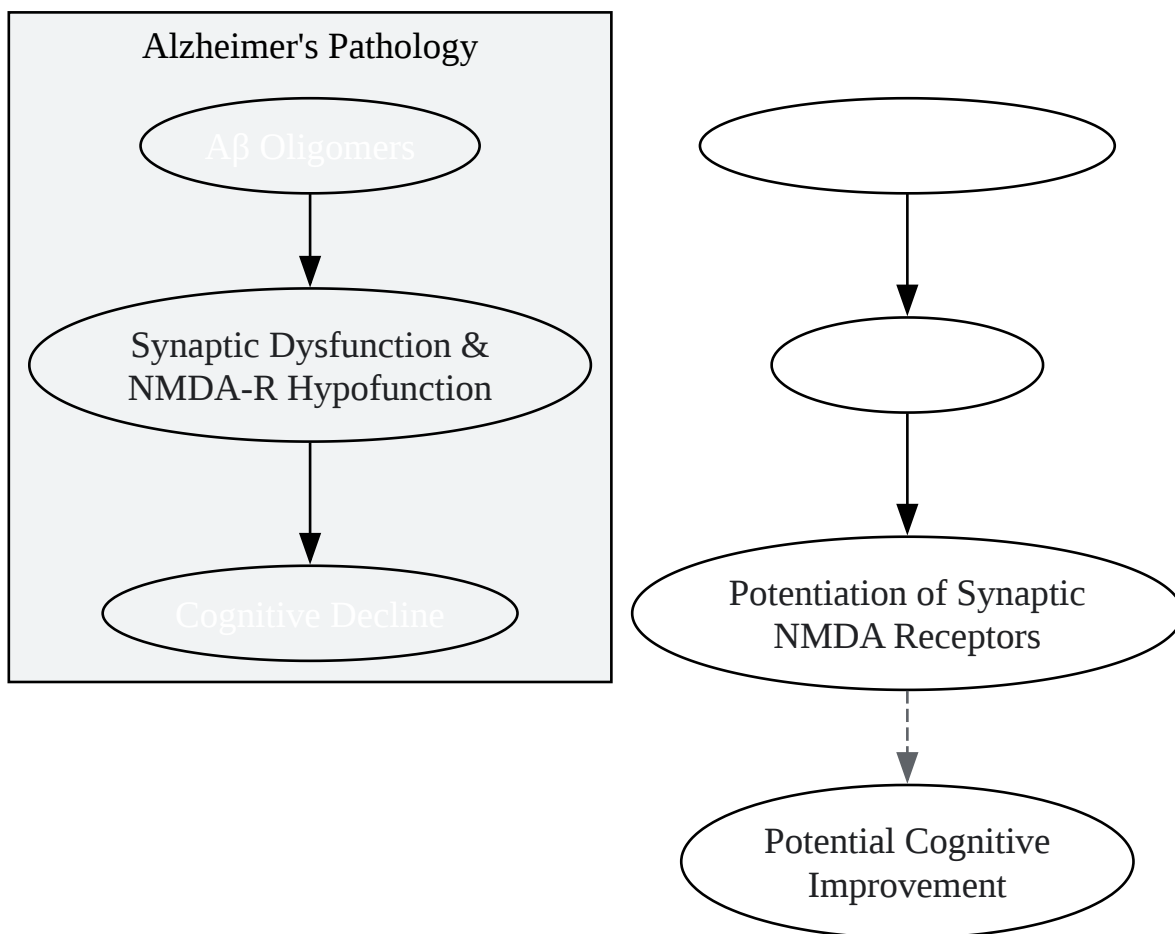 Alzheimer's Pathology
Aβ Oligomers
Synaptic Dysfunction &
NMDA-R Hypofunction
Cognitive Decline
Potentiation of Synaptic
NMDA Receptors
Potential Cognitive
Improvement